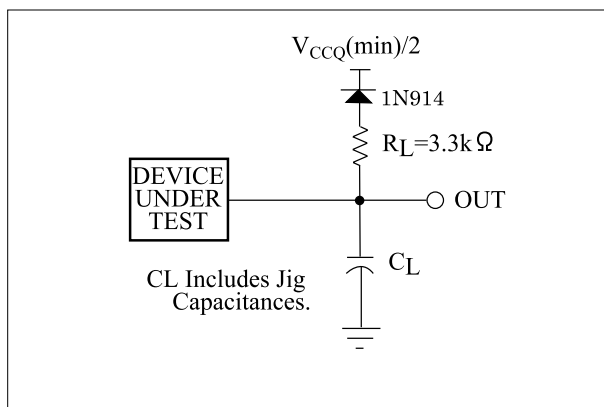 V_CCQ(min)/2
1N914
R_L=3.3kΩ
DEVICE
UNDER
TEST
OUT
C_L
CL Includes Jig
Capacitances.